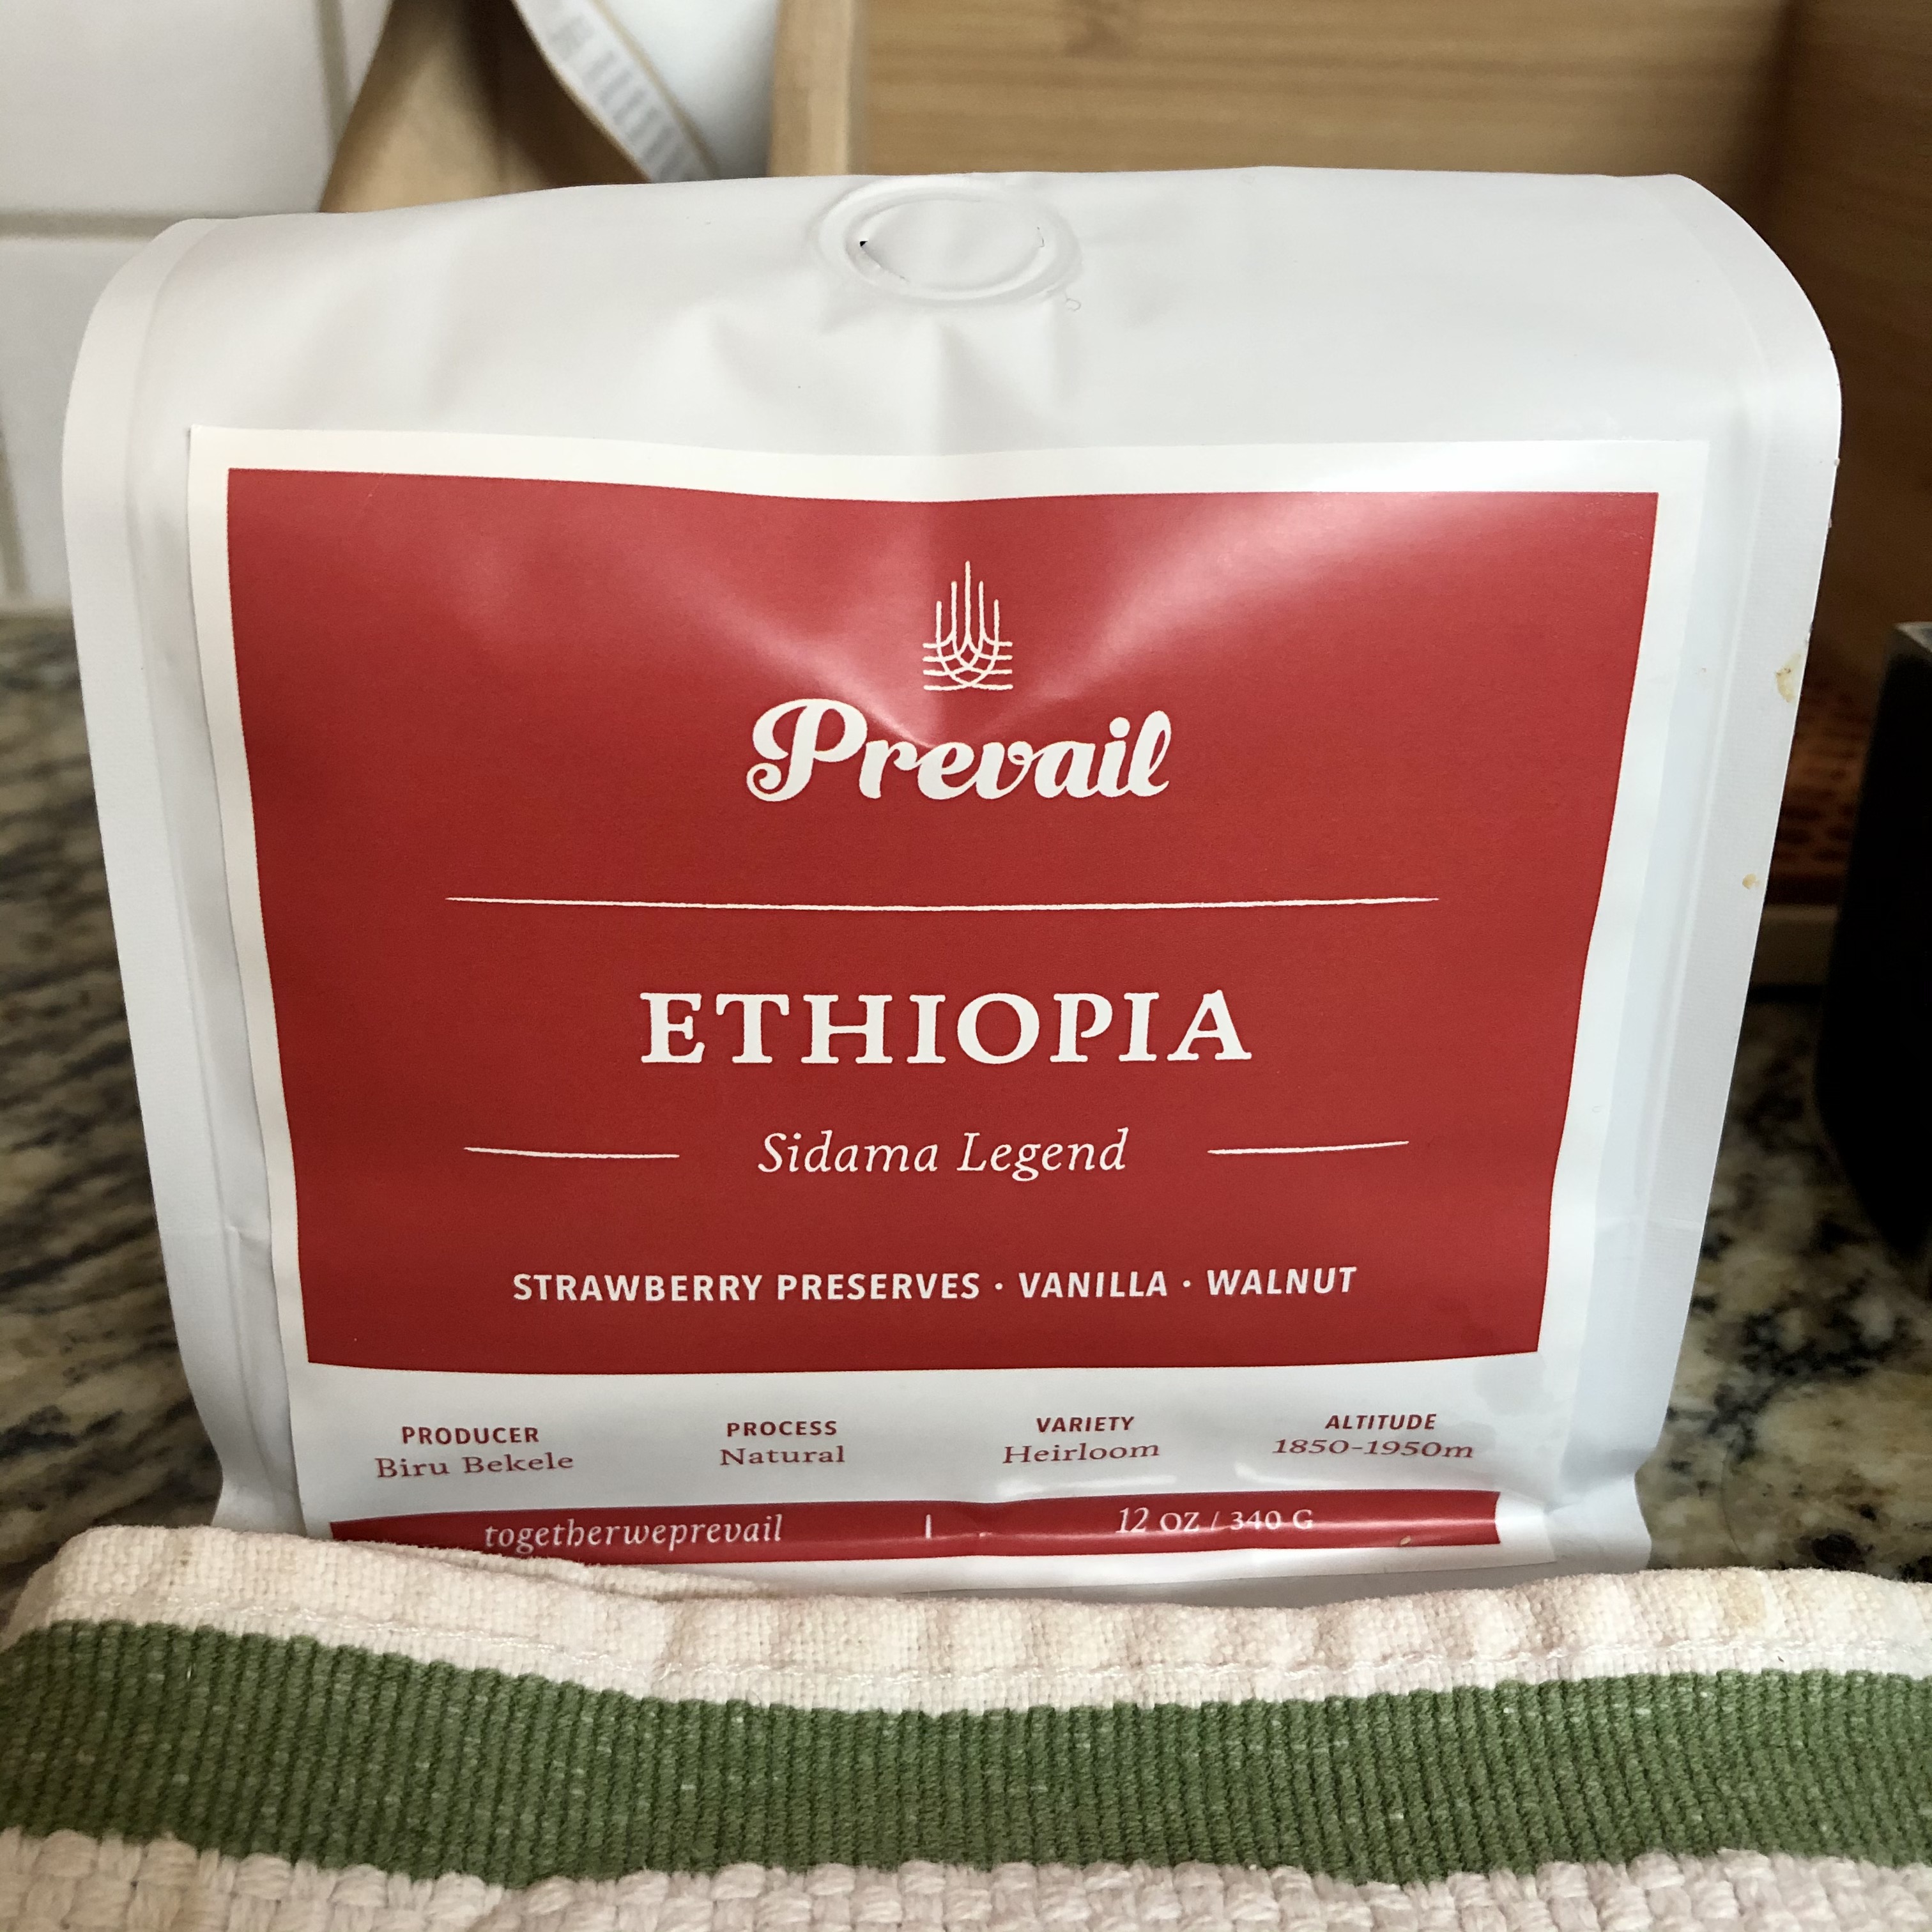 Prevail
ETHIOPIA
Sidama Legend
STRAWBERRY PRESERVES · VANILLA · WALNUT
PRODUCER
Biru Bekele
PROCESS
Natural
VARIETY
Heirloom
ALTITUDE
1850-1950m
togetherweprevail | 12 OZ / 340 G